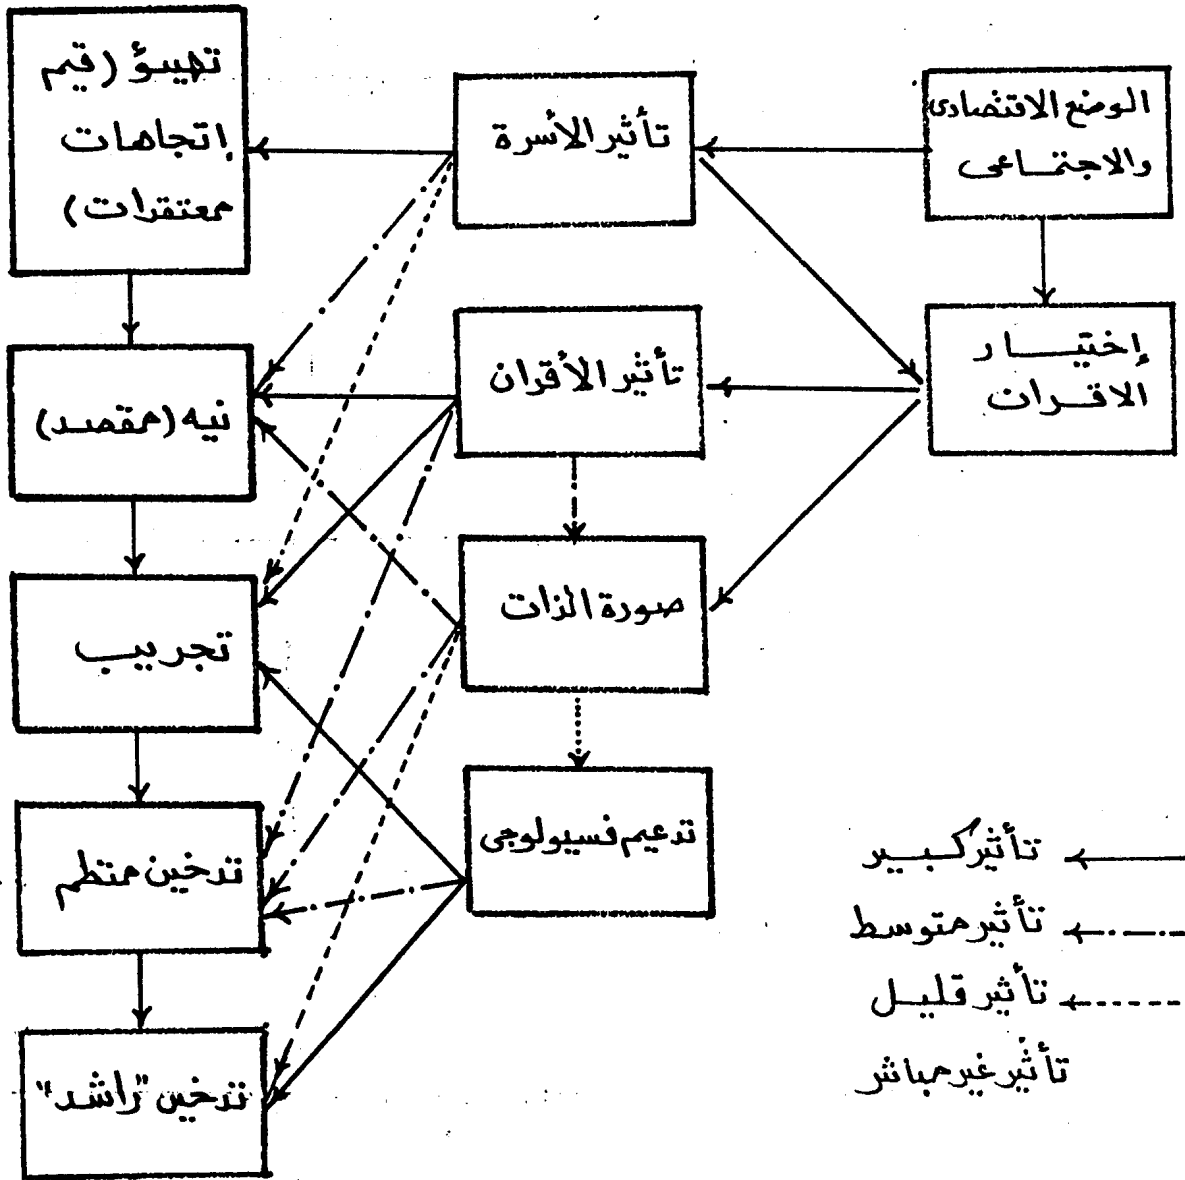 الوضع الاقتصادى
والاجتماعى
إختيار
الاقرات
تأثير الأسرة
تأثير الأقران
صورة الذات
تدعيم فسيولوجى
تهيؤ (قيم
إتجاهات
معتقدات)
نيه (مقصد)
تجريب
تدخين منتظم
تدخين "راشد"
تأثير كبير
تأثير متوسط
تأثير قليل
تأثير غير مباشر